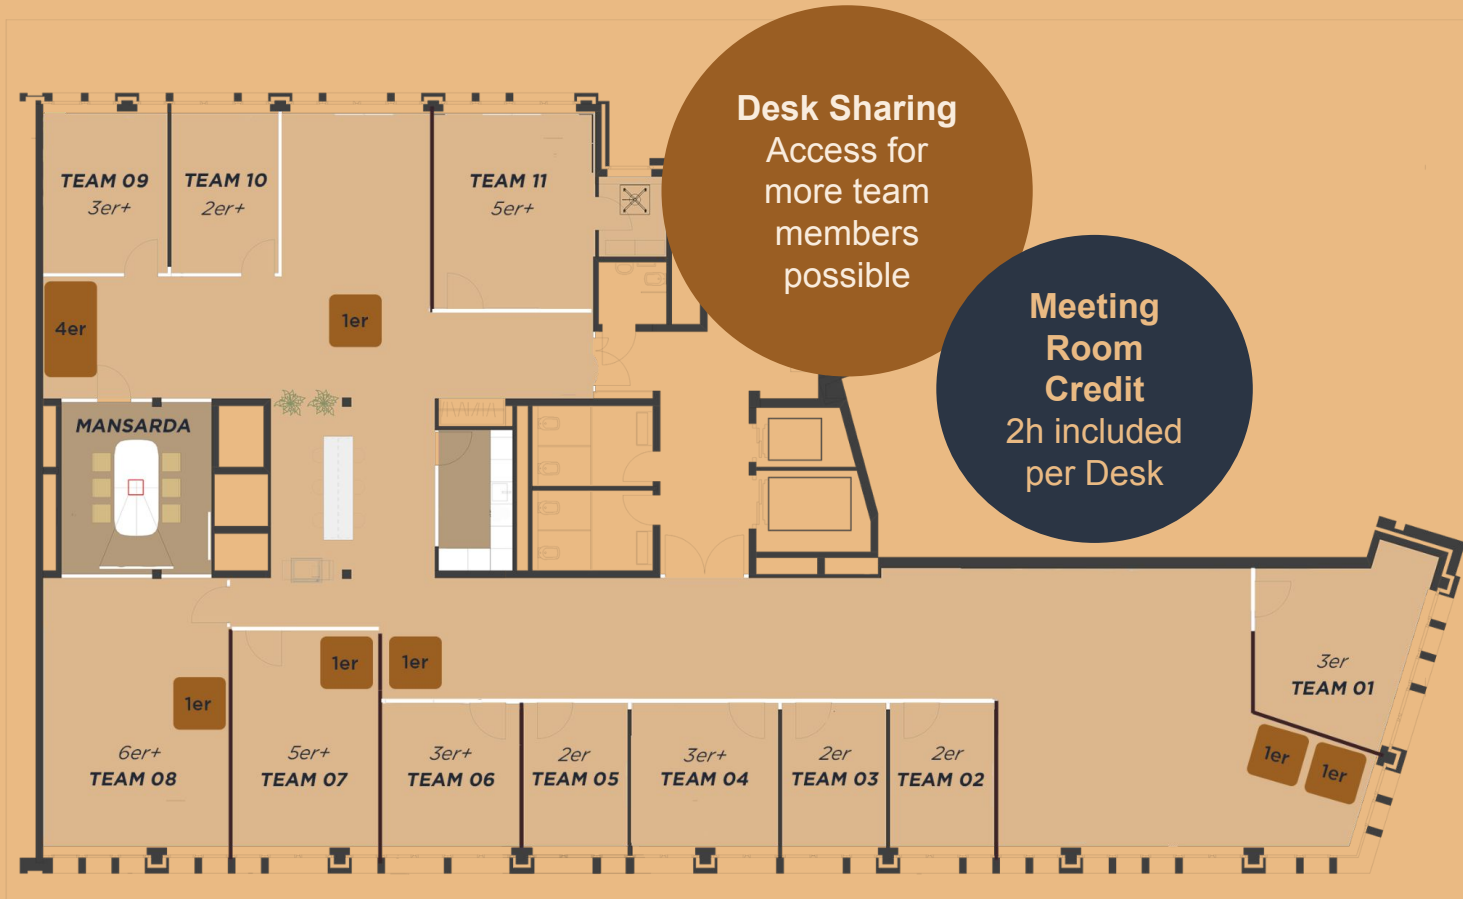 Desk Sharing
Access for
more team
members
possible
Meeting
Room
Credit
2h included
per Desk
TEAM 09
3er+
TEAM 10
2er+
TEAM 11
5er+
4er
1er
MANSARDA
1er
1er
1er
6er+
TEAM 08
5er+
TEAM 07
3er+
TEAM 06
2er
TEAM 05
3er+
TEAM 04
2er
TEAM 03
2er
TEAM 02
3er
TEAM 01
1er
1er